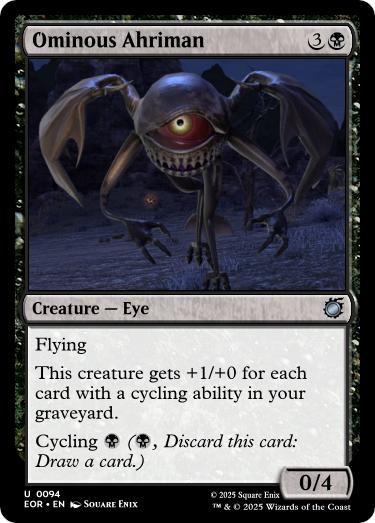 Ominous Ahriman 3
Creature — Eye
Flying
This creature gets +1/+0 for each
card with a cycling ability in your
graveyard.
Cycling (, Discard this card:
Draw a card.)
0/4
U 0094
EOR • EN Square Enix
© 2025 Square Enix
™ & © 2025 Wizards of the Coast